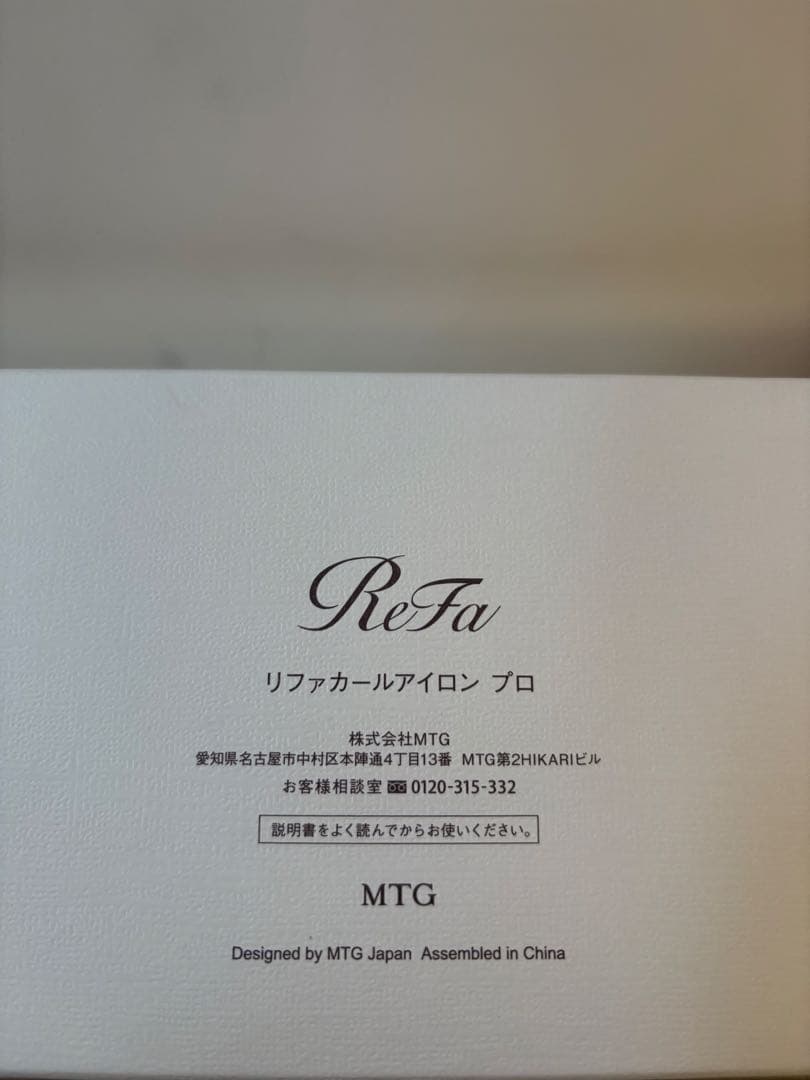 ReFa
リファカールアイロン プロ
株式会社MTG
愛知県名古屋市中村区本陣通4丁目13番 MTG第2HIKARIビル
お客様相談室 0120-315-332
説明書をよく読んでからお使いください。
MTG
Designed by MTG Japan Assembled in China